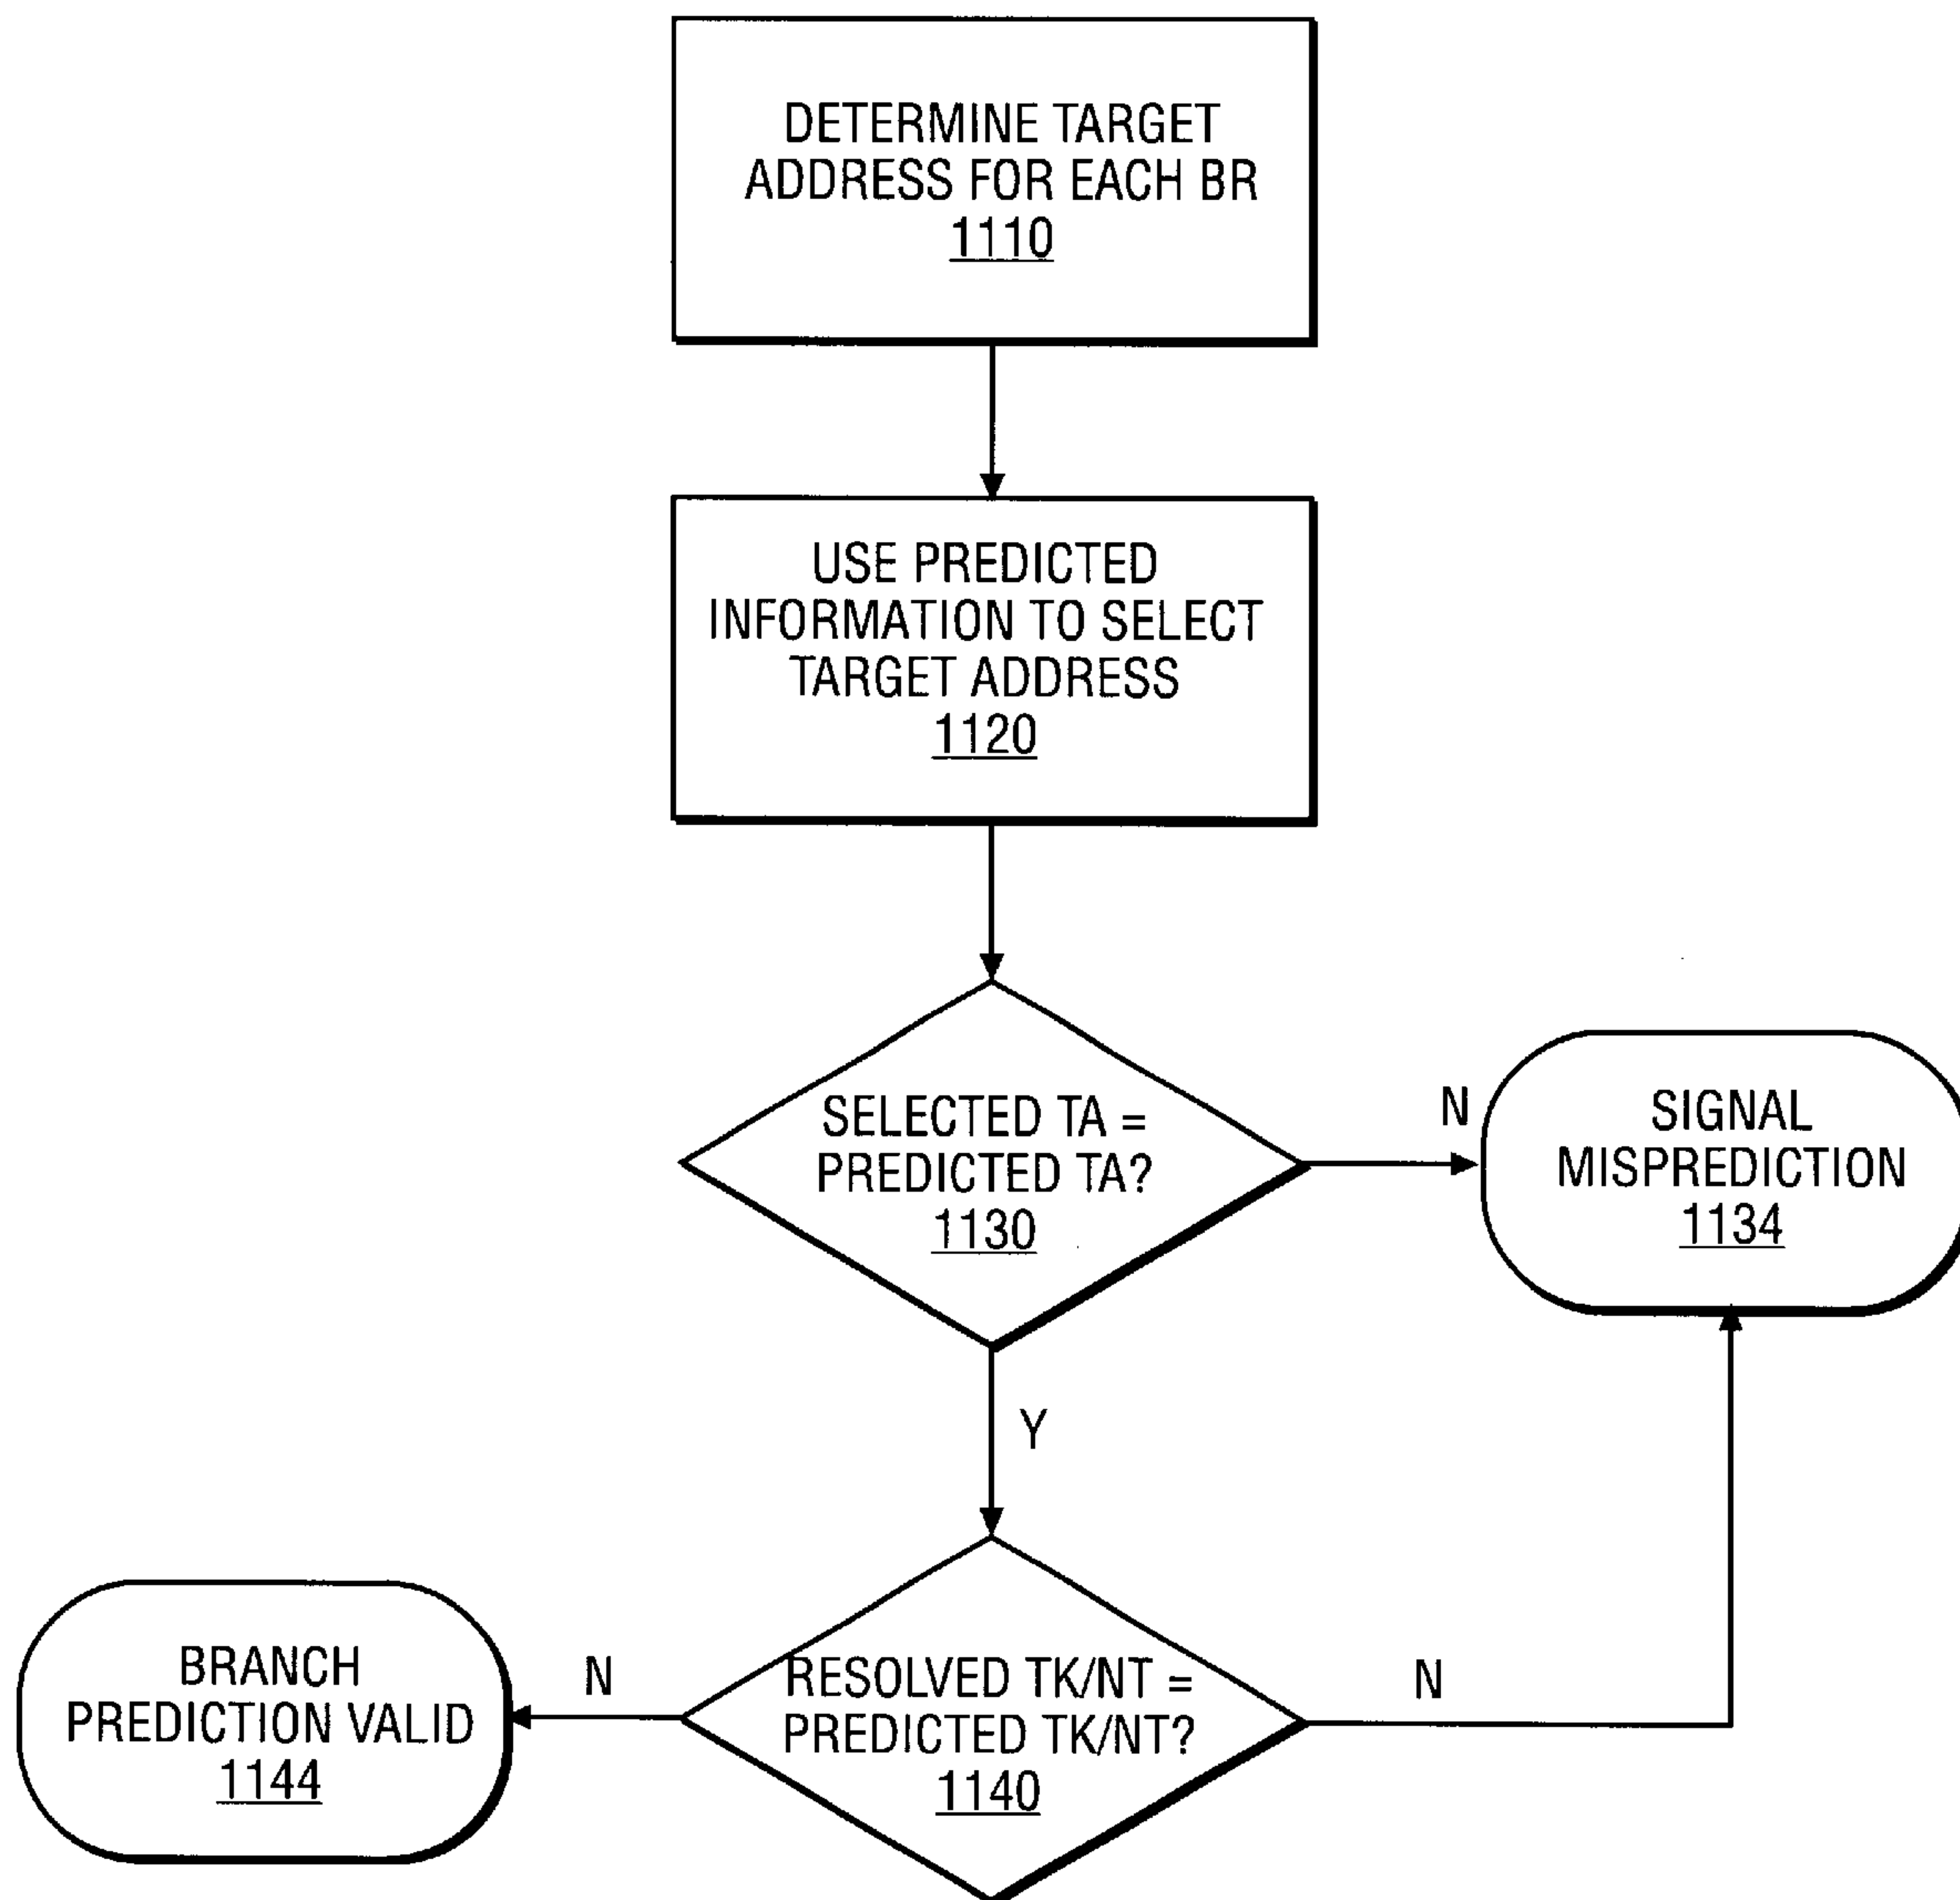 DETERMINE TARGET
ADDRESS FOR EACH BR
1110
USE PREDICTED
INFORMATION TO SELECT
TARGET ADDRESS
1120
SELECTED TA =
PREDICTED TA?
1130
N
SIGNAL
MISPREDICTION
1134
Y
BRANCH
PREDICTION VALID
1144
N
RESOLVED TK/NT =
PREDICTED TK/NT?
1140
N